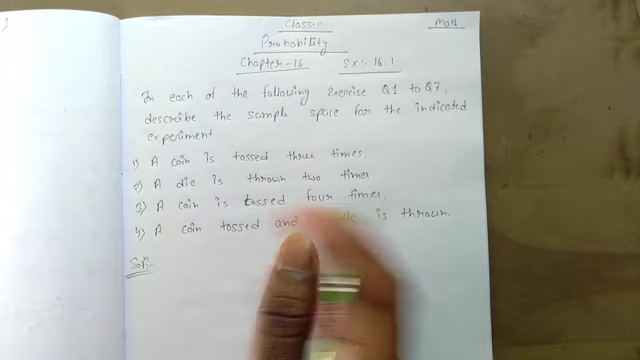 Class-11
Math
Probability
Chapter-16 Ex:- 16.1
In each of the following Exercise Q1 to Q7,
describe the sample space for the indicated
experiment
1) A coin is tossed three times.
2) A die is thrown two times
3) A coin is tossed four times.
4) A coin tossed and is thrown.
Soln:-